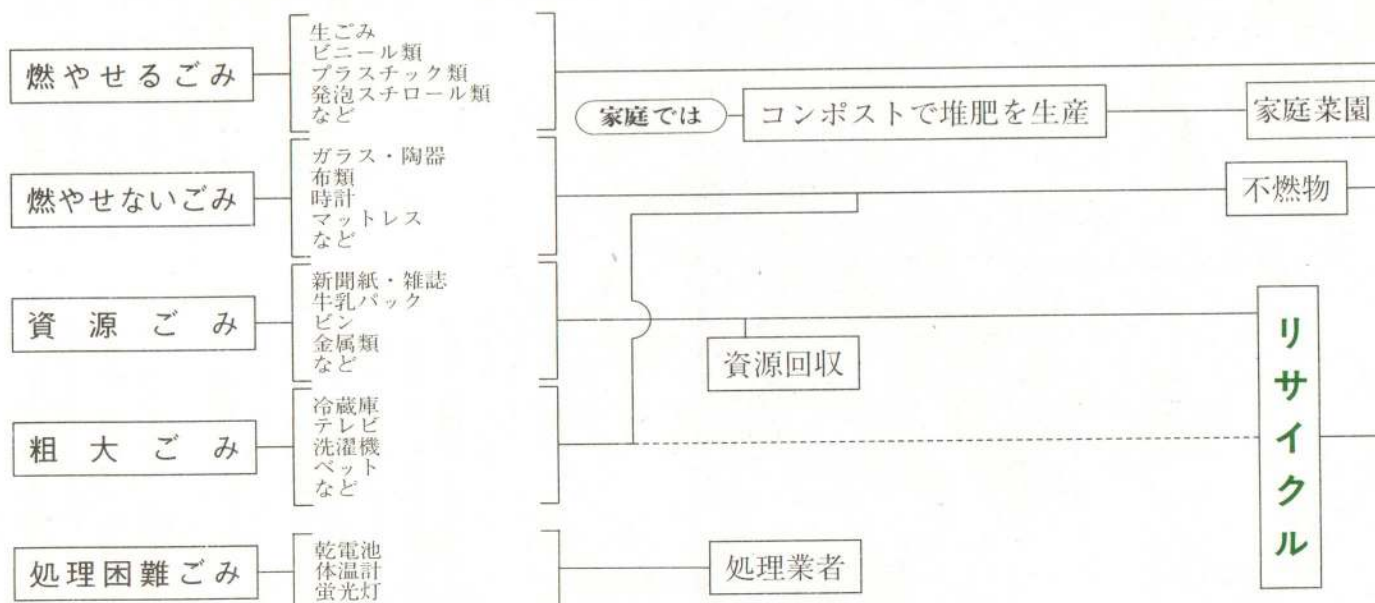 燃やせるごみ
生ごみ
ビニール類
プラスチック類
発泡スチロール類
など
家庭では
コンポストで堆肥を生産
家庭菜園
燃やせないごみ
ガラス・陶器
布類
時計
マットレス
など
不燃物
資源ごみ
新聞紙・雑誌
牛乳パック
ビン
金属類
など
資源回収
リサイクル
粗大ごみ
冷蔵庫
テレビ
洗濯機
ベット
など
処理困難ごみ
乾電池
体温計
蛍光灯
処理業者